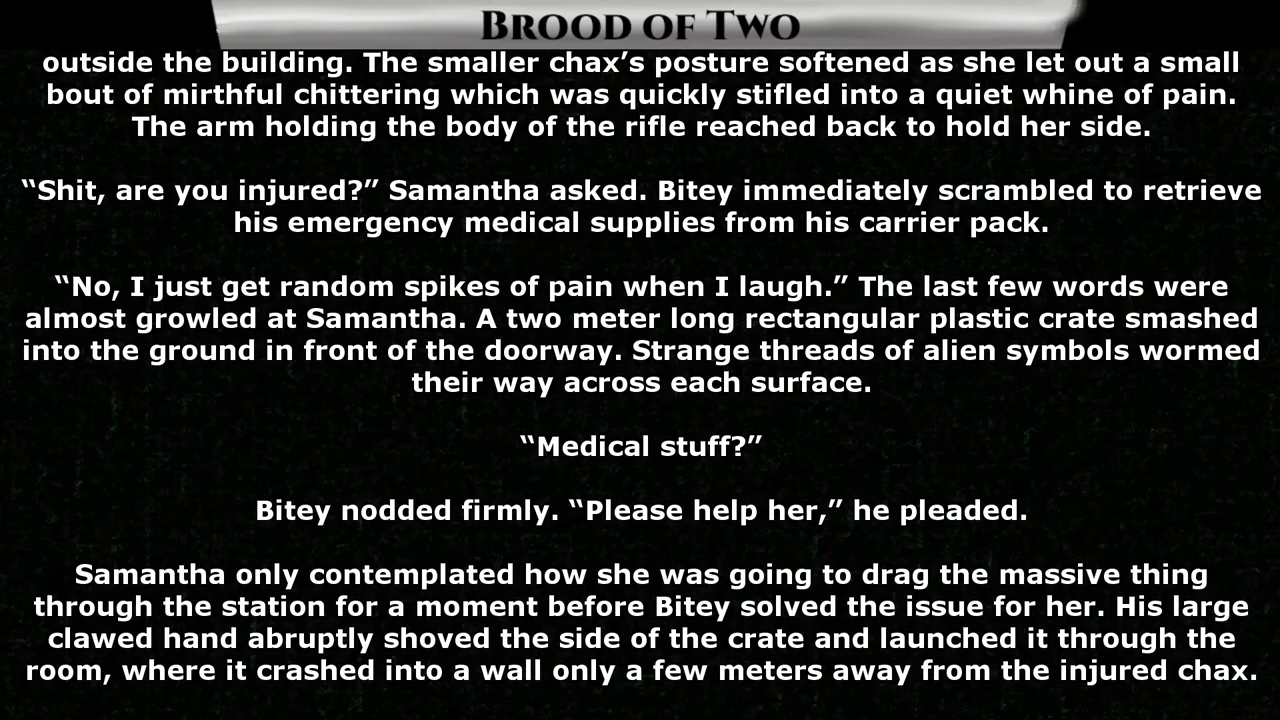 Brood of Two
outside the building. The smaller chax’s posture softened as she let out a small
bout of mirthful chittering which was quickly stifled into a quiet whine of pain.
The arm holding the body of the rifle reached back to hold her side.
“Shit, are you injured?” Samantha asked. Bitey immediately scrambled to retrieve
his emergency medical supplies from his carrier pack.
“No, I just get random spikes of pain when I laugh.” The last few words were
almost growled at Samantha. A two meter long rectangular plastic crate smashed
into the ground in front of the doorway. Strange threads of alien symbols wormed
their way across each surface.
“Medical stuff?”
Bitey nodded firmly. “Please help her,” he pleaded.
Samantha only contemplated how she was going to drag the massive thing
through the station for a moment before Bitey solved the issue for her. His large
clawed hand abruptly shoved the side of the crate and launched it through the
room, where it crashed into a wall only a few meters away from the injured chax.